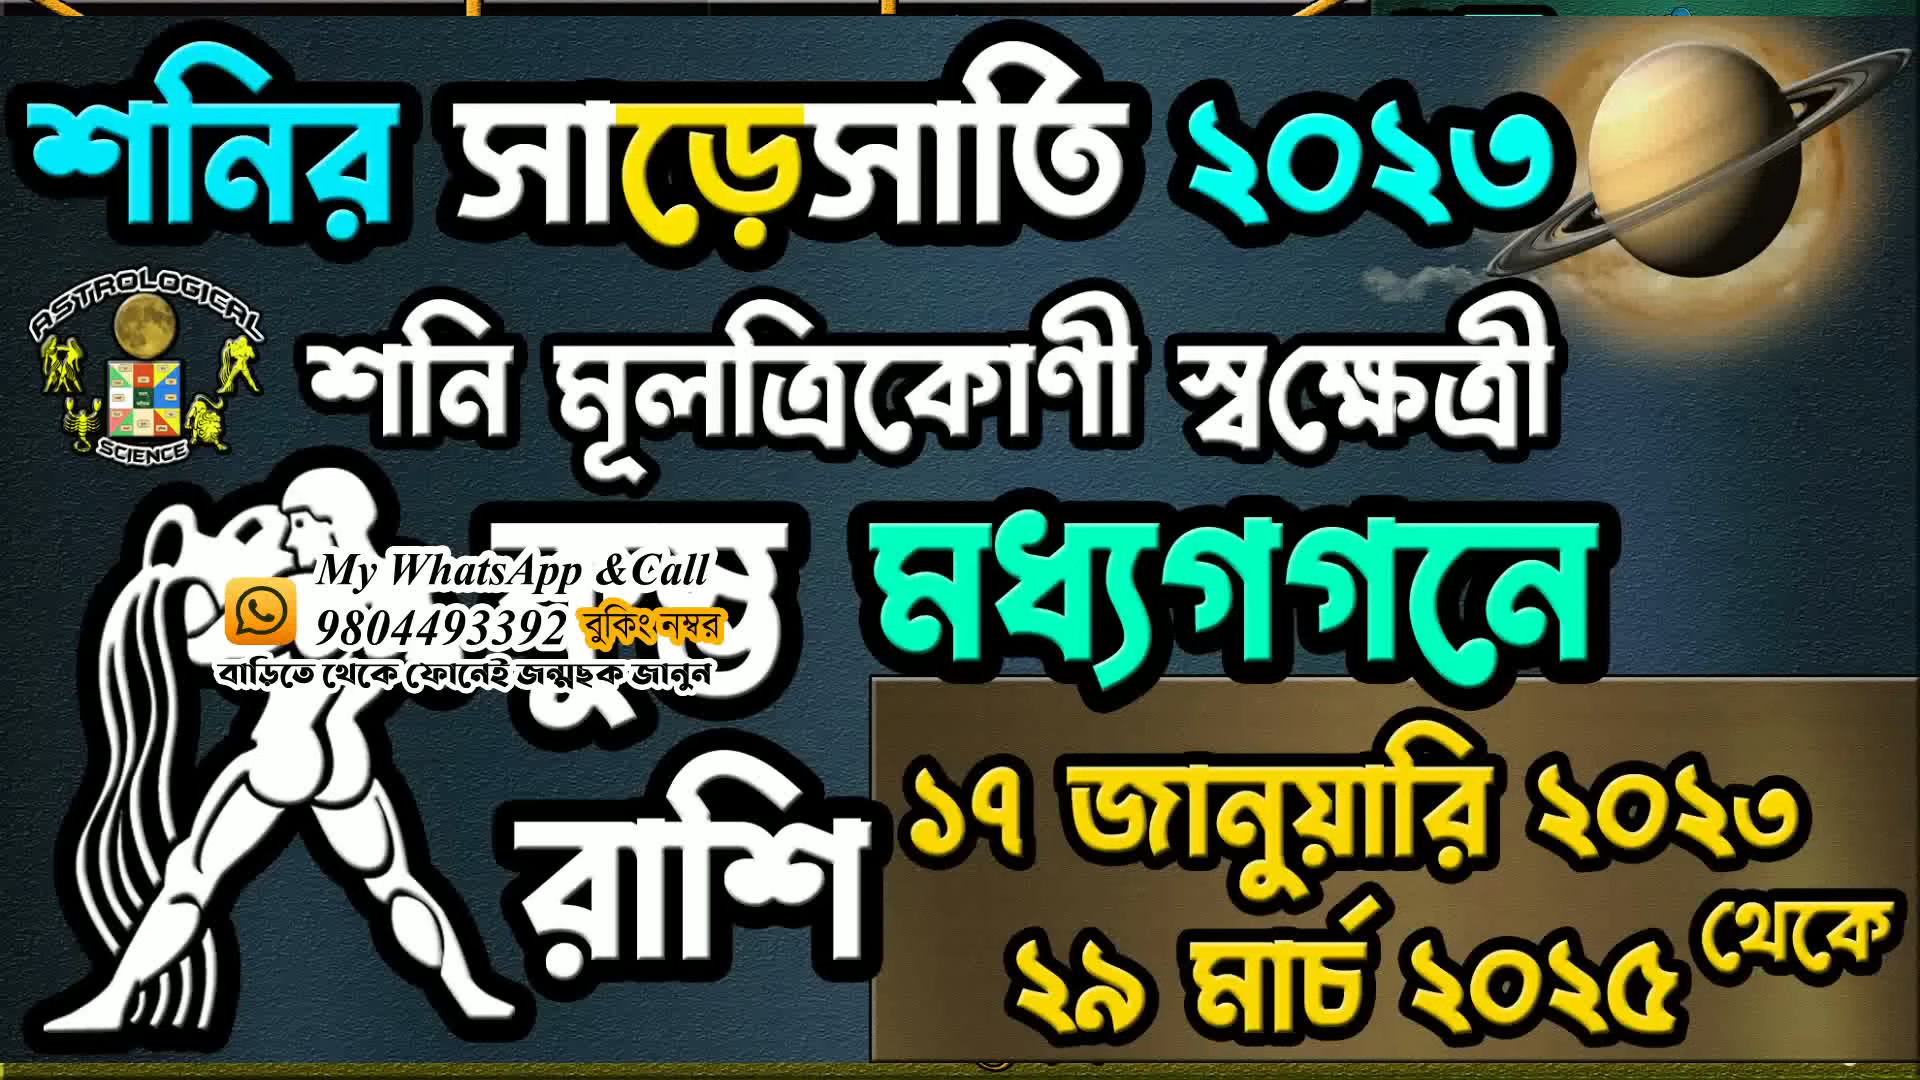 শনির সাড়েসাতি ২০২৩
ASTROLOGICAL
SCIENCE
শনি মূলত্রিকোণী স্বক্ষেত্রী
কুম্ভ মধ্যগগনে
My WhatsApp &Call
9804493392 বুকিং নম্বর
বাড়িতে থেকে ফোনেই জন্মছক জানুন
রাশি
১৭ জানুয়ারি ২০২৩
থেকে
২৯ মার্চ ২০২৫